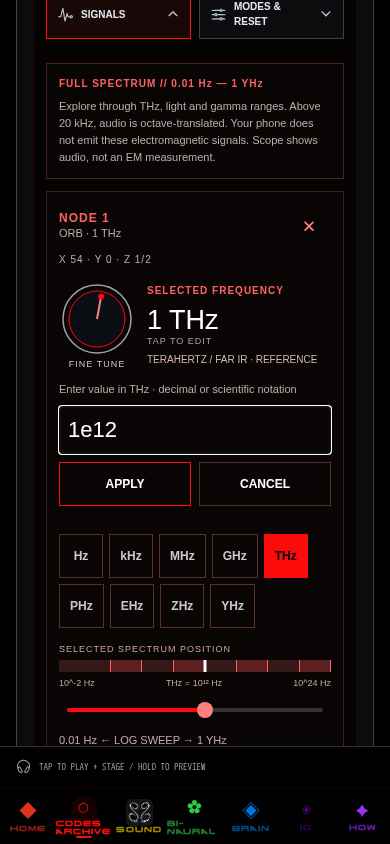 SIGNALS
MODES &
RESET
FULL SPECTRUM // 0.01 Hz — 1 YHz
Explore through THz, light and gamma ranges. Above
20 kHz, audio is octave-translated. Your phone does
not emit these electromagnetic signals. Scope shows
audio, not an EM measurement.
NODE 1
ORB · 1 THz
X 54 · Y 0 · Z 1/2
SELECTED FREQUENCY
1 THz
TAP TO EDIT
TERAHERTZ / FAR IR · REFERENCE
FINE TUNE
Enter value in THz · decimal or scientific notation
1e12
APPLY CANCEL
Hz kHz MHz GHz THz
PHz EHz ZHz YHz
SELECTED SPECTRUM POSITION
10^-2 Hz THz = 10¹² Hz 10^24 Hz
0.01 Hz ← LOG SWEEP → 1 YHz
TAP TO PLAY + STAGE / HOLD TO PREVIEW
HOME CODES ARCHIVE SOUND BI-NAURAL BRAIN IC HOW